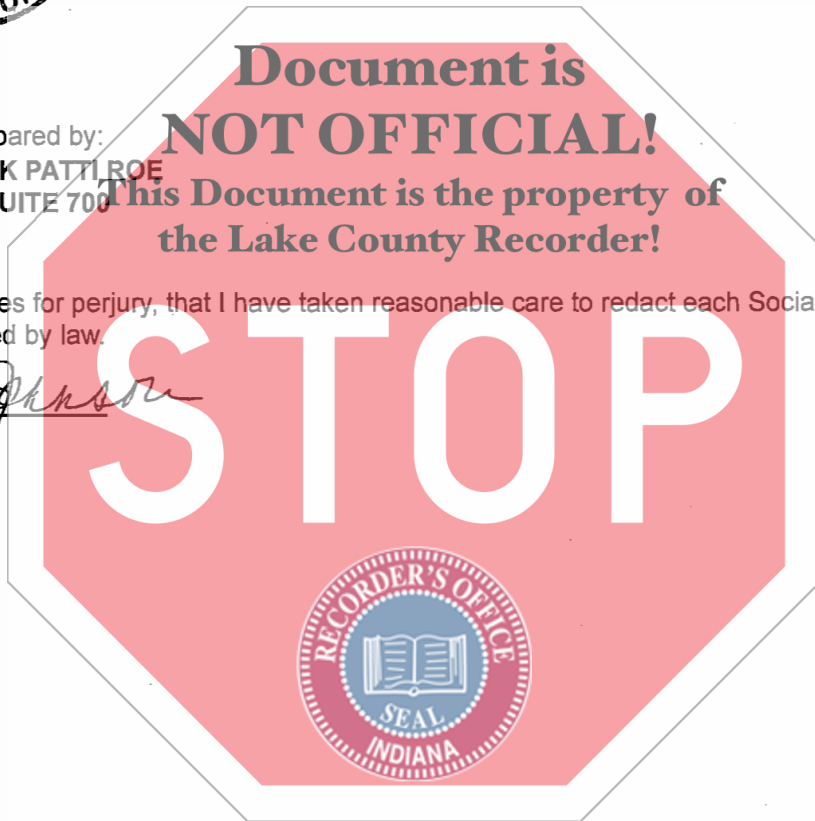 Document is
NOT OFFICIAL!
pared by:
K PATTI ROE
UITE 700
This Document is the property of
the Lake County Recorder!
es for perjury, that I have taken reasonable care to redact each Socia
ed by law.
Johnson
STOP
RECORDER'S OFFICE
SEAL
INDIANA